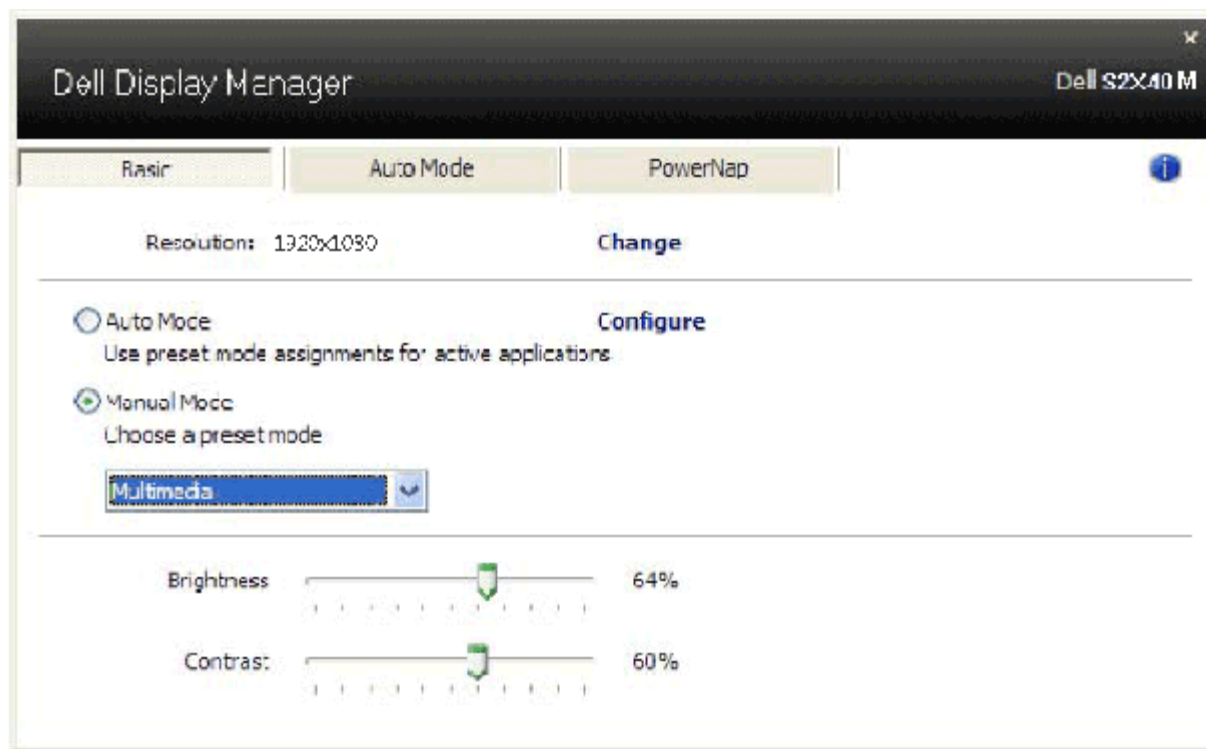 Dell Display Manager
Dell S2X40 M
Basic
Auto Mode
PowerNap
Resolution: 1920x1080
Change
Auto Mode
Configure
Use preset mode assignments for active applications
Manual Mode
Choose a preset mode
Multimedia
Brightness
64%
Contrast
60%